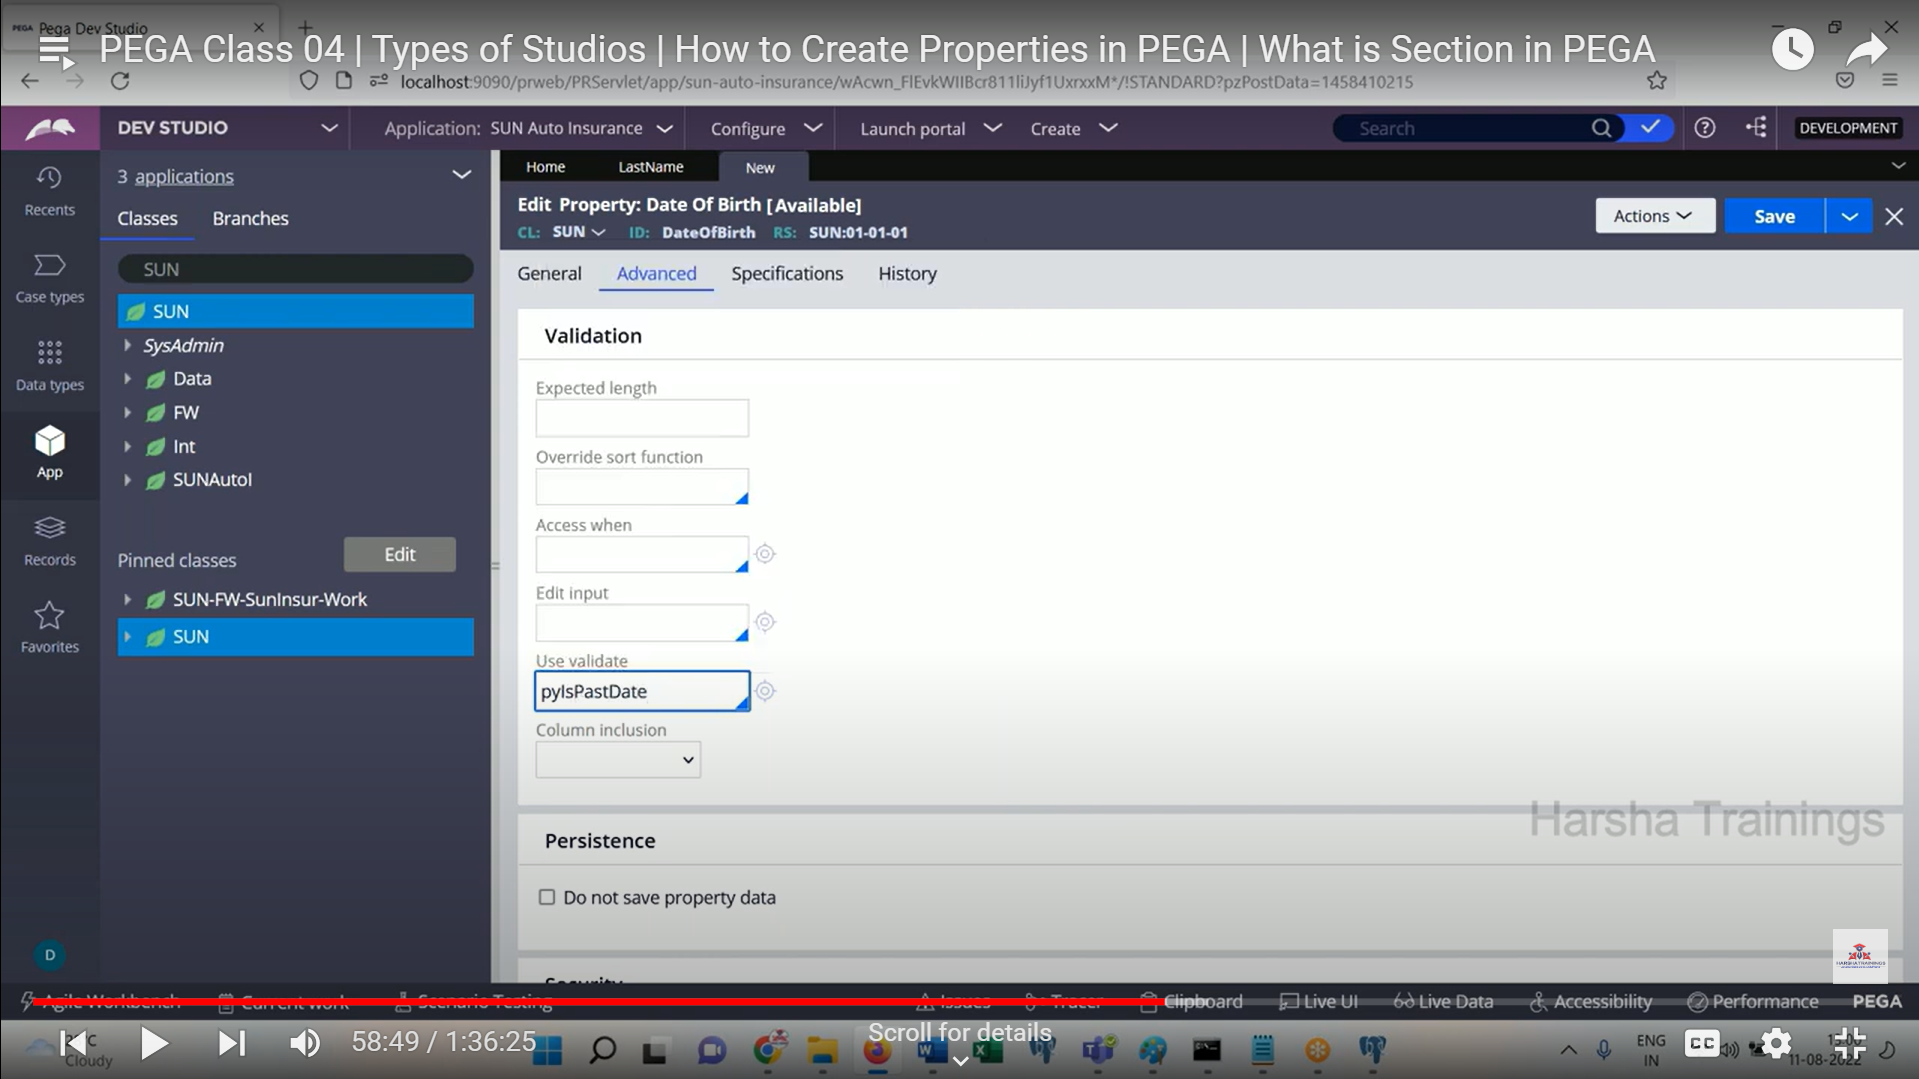 PEGA Pega Dev Studio
PEGA Class 04 | Types of Studios | How to Create Properties in PEGA | What is Section in PEGA
localhost:9090/prweb/PRServlet/app/sun-auto-insurance/wAcwn_FlEvkWIIBcr811liJyf1UxrxxM*/!STANDARD?pzPostData=1458410215
DEV STUDIO
Application: SUN Auto Insurance
Configure
Launch portal
Create
Search
DEVELOPMENT
Recents
Case types
Data types
App
Records
Favorites
D
3 applications
Classes Branches
SUN
SUN
SysAdmin
Data
FW
Int
SUNAutoI
Pinned classes
Edit
SUN-FW-SunInsur-Work
SUN
Home LastName New
Edit Property: Date Of Birth [Available]
CL: SUN ID: DateOfBirth RS: SUN:01-01-01
Actions Save
General Advanced Specifications History
Validation
Expected length
Override sort function
Access when
Edit input
Use validate
pyIsPastDate
Column inclusion
Harsha Trainings
Persistence
Do not save property data
HARSHA TRAININGS
Security
Agile Workbench Current work Scenario Testing Issues Tracer Clipboard Live UI Live Data Accessibility Performance PEGA
58:49 / 1:36:25
Scroll for details
Cloudy
ENG
IN
CC
11-08-2022